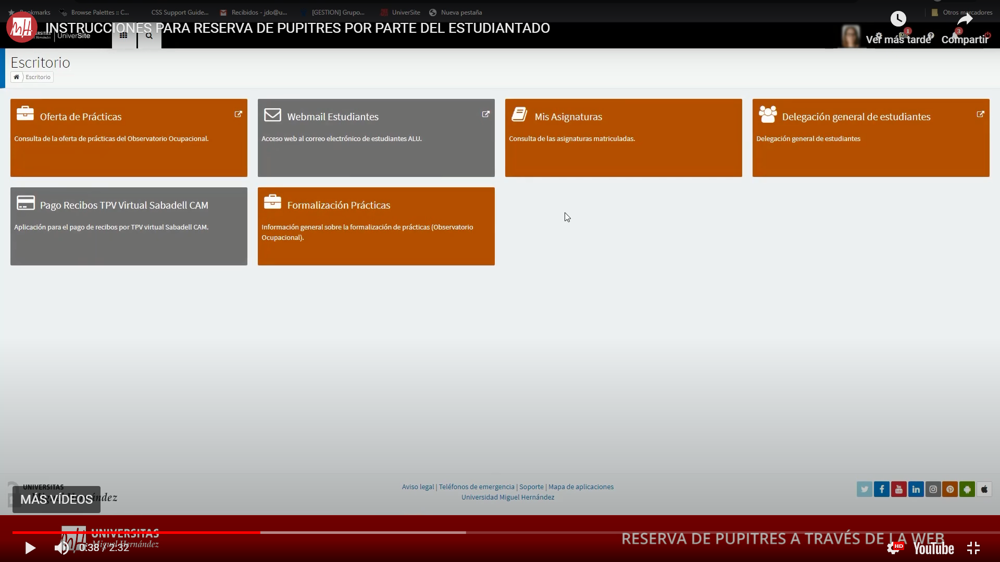 Bookmarks
Browse Palettes :: C...
CSS Support Guide...
Recibidos - jdo@u...
[GESTION] Grupo...
UniverSite
Nueva pestaña
Otros marcadores
INSTRUCCIONES PARA RESERVA DE PUPITRES POR PARTE DEL ESTUDIANTADO
UniverSite
1
3
Ver más tarde
Compartir
Escritorio
Escritorio
Oferta de Prácticas
Consulta de la oferta de prácticas del Observatorio Ocupacional.
Webmail Estudiantes
Acceso web al correo electrónico de estudiantes ALU.
Mis Asignaturas
Consulta de las asignaturas matriculadas.
Delegación general de estudiantes
Delegación general de estudiantes
Pago Recibos TPV Virtual Sabadell CAM
Aplicación para el pago de recibos por TPV virtual Sabadell CAM.
Formalización Prácticas
Información general sobre la formalización de prácticas (Observatorio
Ocupacional).
UNIVERSITAS
Miguel Hernández
MÁS VÍDEOS
Aviso legal | Teléfonos de emergencia | Soporte | Mapa de aplicaciones
Universidad Miguel Hernández
UNIVERSITAS
Miguel Hernández
RESERVA DE PUPITRES A TRAVÉS DE LA WEB
0:38 / 2:32
HD
YouTube